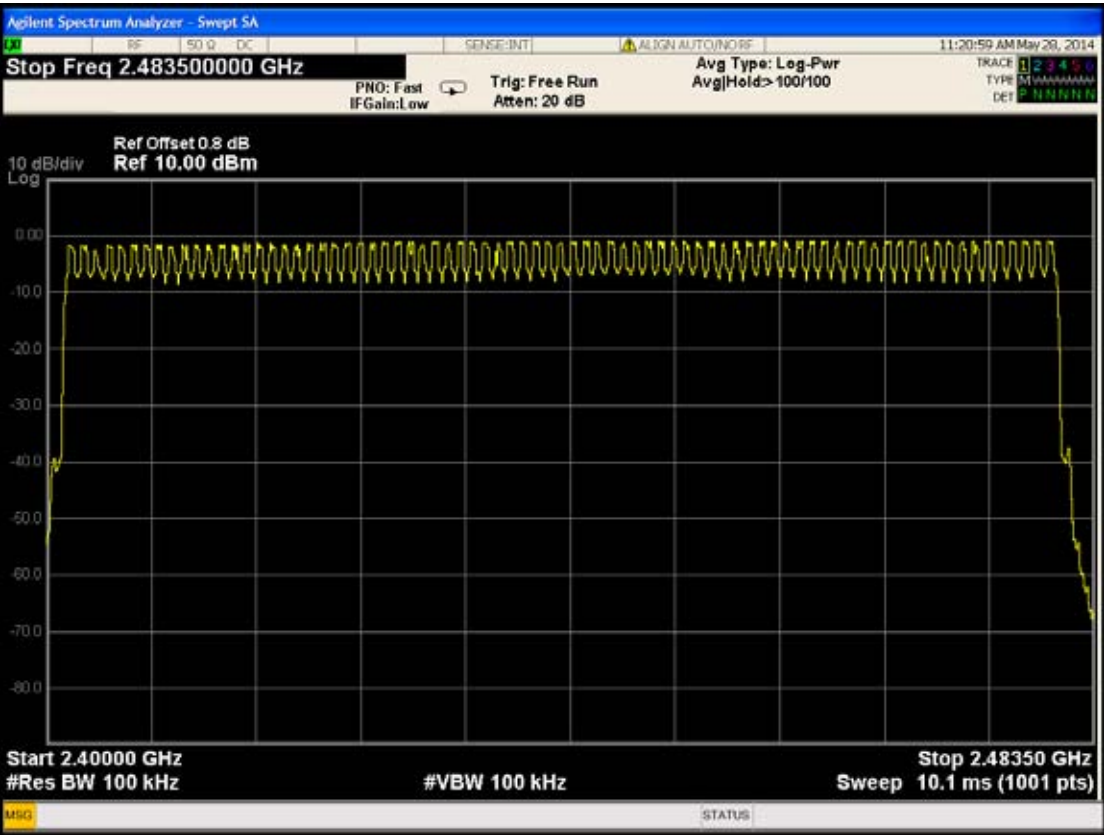 Agilent Spectrum Analyzer - Swept SA
RF 50 Ω DC SENSE:INT ALIGN AUTO/NO RF 11:20:59 AM May 28, 2014
Stop Freq 2.483500000 GHz
PNO: Fast
IFGain:Low
Trig: Free Run
Atten: 20 dB
Avg Type: Log-Pwr
Avg|Hold:>100/100
TRACE 1 2 3 4 5 6
TYPE M
DET P N N N N N
Ref Offset 0.8 dB
10 dB/div Ref 10.00 dBm
Log
0.00
-10.0
-20.0
-30.0
-40.0
-50.0
-60.0
-70.0
-80.0
Start 2.40000 GHz Stop 2.48350 GHz
#Res BW 100 kHz #VBW 100 kHz Sweep 10.1 ms (1001 pts)
MSG STATUS